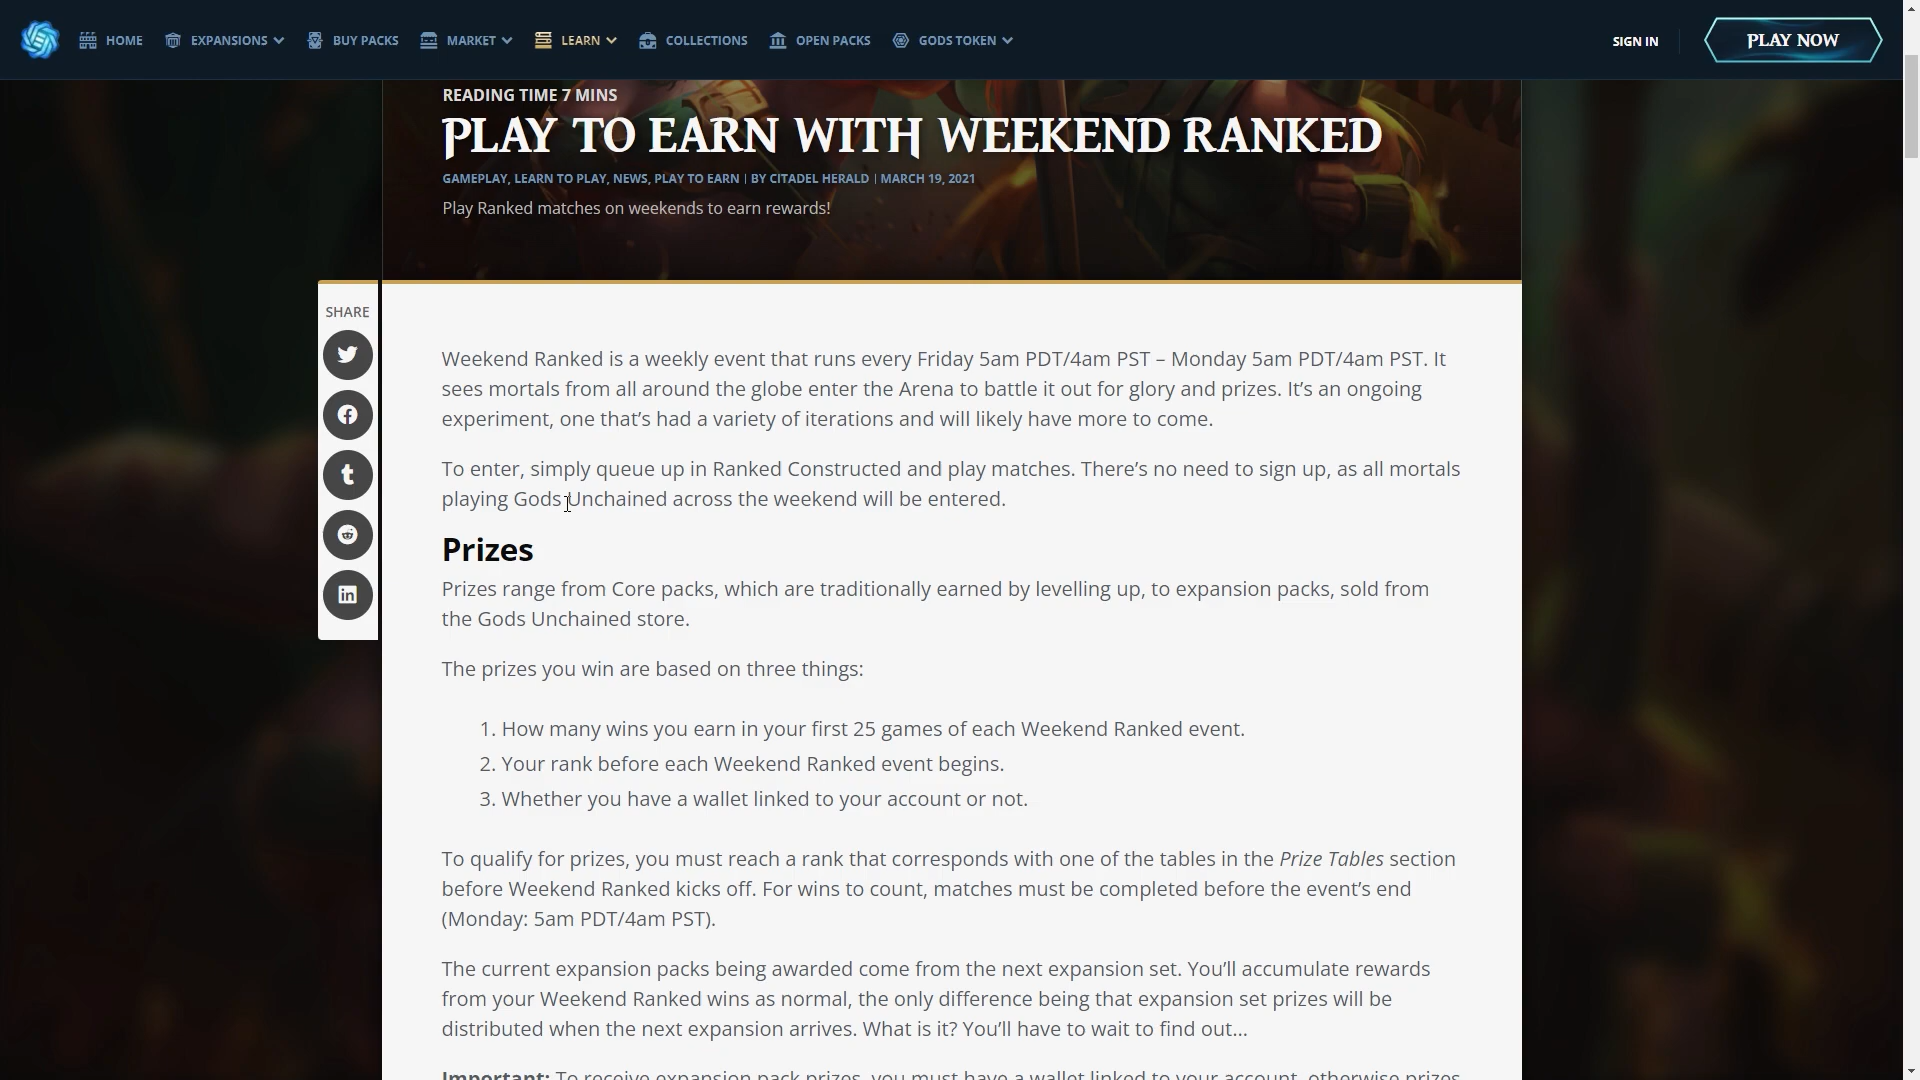 HOME EXPANSIONS BUY PACKS MARKET LEARN COLLECTIONS OPEN PACKS GODS TOKEN SIGN IN PLAY NOW
READING TIME 7 MINS
PLAY TO EARN WITH WEEKEND RANKED
GAMEPLAY, LEARN TO PLAY, NEWS, PLAY TO EARN | BY CITADEL HERALD | MARCH 19, 2021
Play Ranked matches on weekends to earn rewards!
SHARE
Weekend Ranked is a weekly event that runs every Friday 5am PDT/4am PST – Monday 5am PDT/4am PST. It
sees mortals from all around the globe enter the Arena to battle it out for glory and prizes. It’s an ongoing
experiment, one that’s had a variety of iterations and will likely have more to come.
To enter, simply queue up in Ranked Constructed and play matches. There’s no need to sign up, as all mortals
playing Gods Unchained across the weekend will be entered.
Prizes
Prizes range from Core packs, which are traditionally earned by levelling up, to expansion packs, sold from
the Gods Unchained store.
The prizes you win are based on three things:
1. How many wins you earn in your first 25 games of each Weekend Ranked event.
2. Your rank before each Weekend Ranked event begins.
3. Whether you have a wallet linked to your account or not.
To qualify for prizes, you must reach a rank that corresponds with one of the tables in the Prize Tables section
before Weekend Ranked kicks off. For wins to count, matches must be completed before the event’s end
(Monday: 5am PDT/4am PST).
The current expansion packs being awarded come from the next expansion set. You’ll accumulate rewards
from your Weekend Ranked wins as normal, the only difference being that expansion set prizes will be
distributed when the next expansion arrives. What is it? You’ll have to wait to find out…
Important: To receive expansion pack prizes, you must have a wallet linked to your account, otherwise prizes